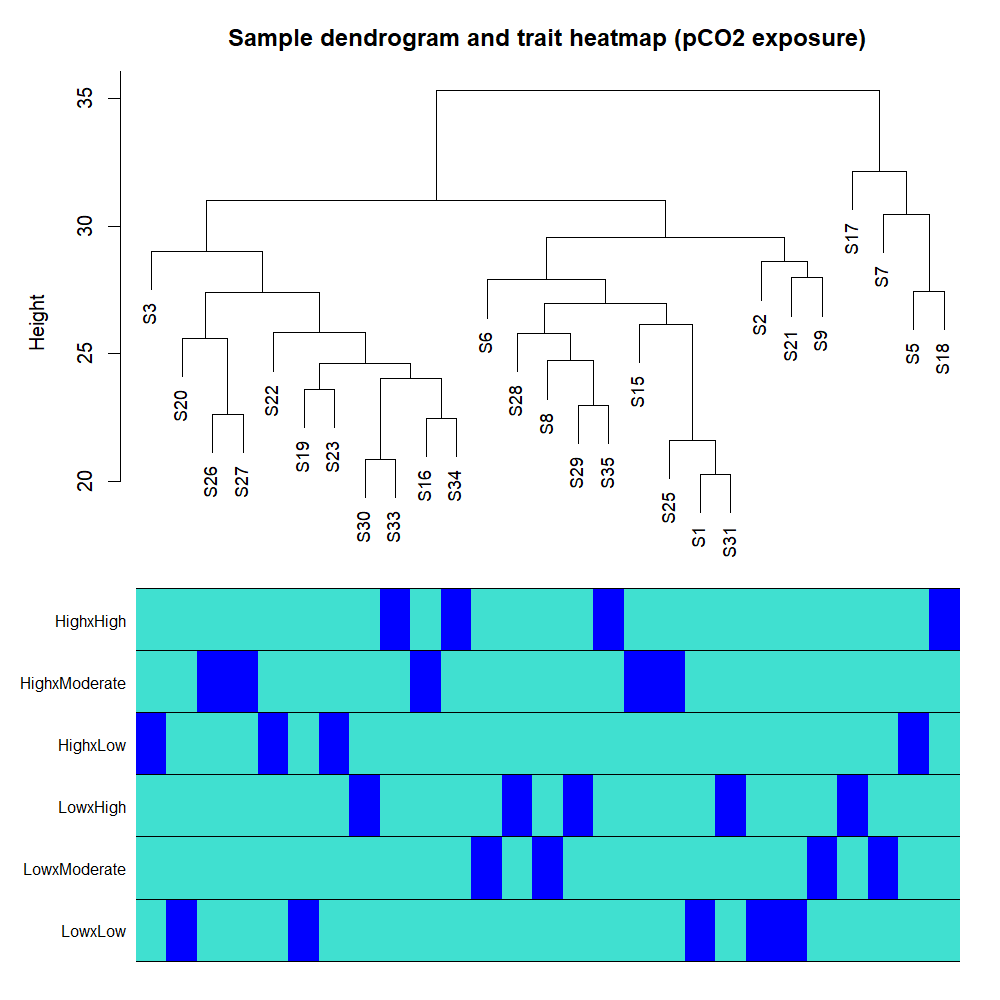 Sample dendrogram and trait heatmap (pCO2 exposure)
Height
35
30
25
20
S3
S20
S26
S27
S22
S19
S23
S30
S33
S16
S34
S6
S28
S8
S29
S35
S15
S25
S1
S31
S2
S21
S9
S17
S7
S5
S18
HighxHigh
HighxModerate
HighxLow
LowxHigh
LowxModerate
LowxLow